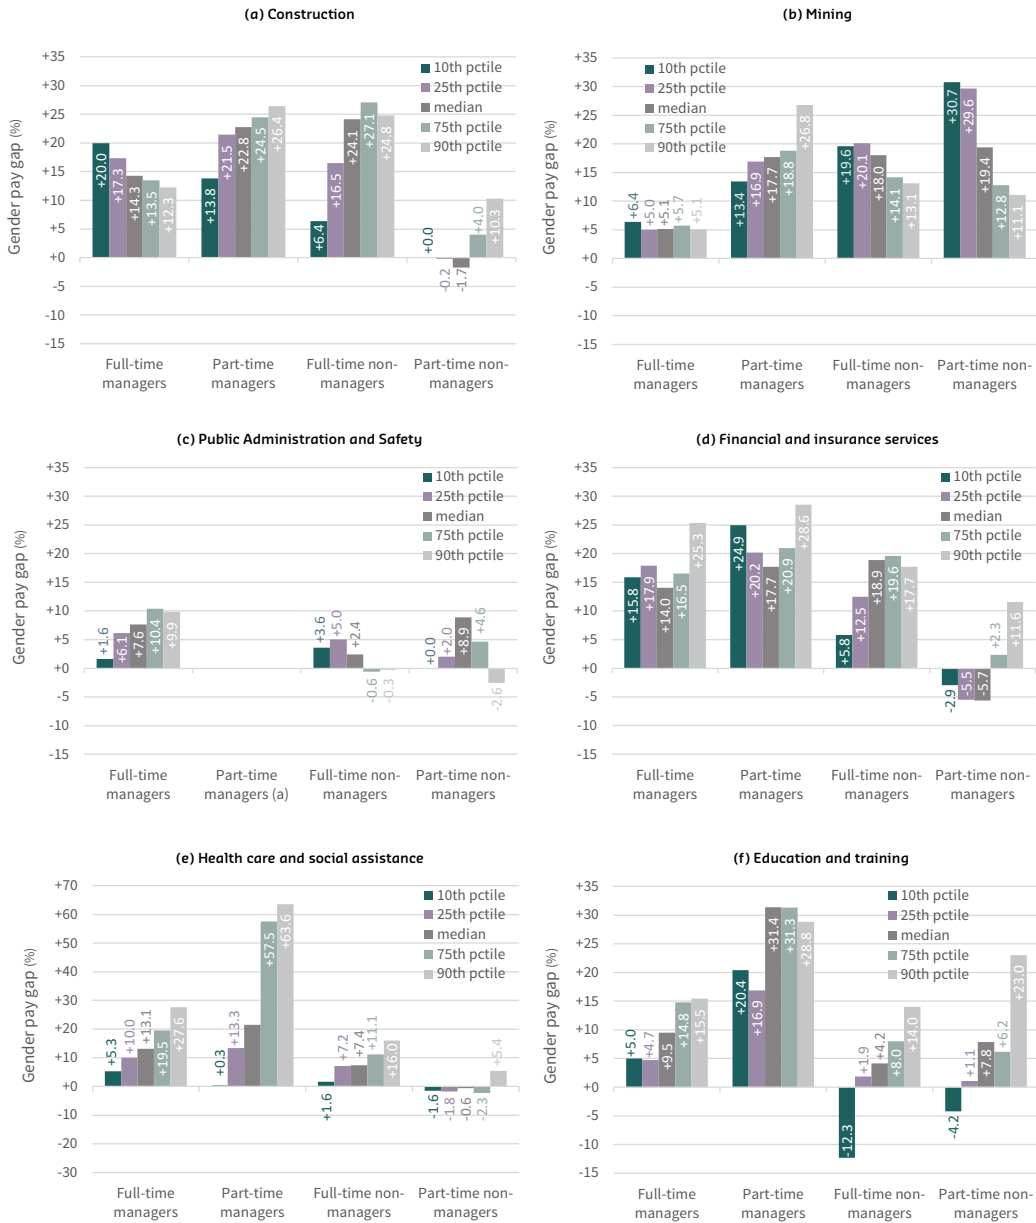 (a) Construction
Gender pay gap (%)
+35
+30
+25
+20
+15
+10
+5
+0
-5
-10
-15
10th pctile
25th pctile
median
75th pctile
90th pctile
+20.0
+17.3
+14.3
+13.5
+12.3
+13.8
+21.5
+22.8
+24.5
+26.4
+6.4
+16.5
+24.1
+27.1
+24.8
+0.0
-0.2
-1.7
+4.0
+10.3
Full-time
managers
Part-time
managers
Full-time non-
managers
Part-time non-
managers
(b) Mining
Gender pay gap (%)
+35
+30
+25
+20
+15
+10
+5
+0
-5
-10
-15
10th pctile
25th pctile
median
75th pctile
90th pctile
+6.4
+5.0
+5.1
+5.7
+5.1
+13.4
+16.9
+17.7
+18.8
+26.8
+19.6
+20.1
+18.0
+14.1
+13.1
+30.7
+29.6
+19.4
+12.8
+11.1
Full-time
managers
Part-time
managers
Full-time non-
managers
Part-time non-
managers
(c) Public Administration and Safety
Gender pay gap (%)
+35
+30
+25
+20
+15
+10
+5
+0
-5
-10
-15
10th pctile
25th pctile
median
75th pctile
90th pctile
+1.6
+6.1
+7.6
+10.4
+9.9
+3.6
+5.0
+2.4
-0.6
-0.3
+0.0
+2.0
+8.9
+4.6
-2.6
Full-time
managers
Part-time
managers (a)
Full-time non-
managers
Part-time non-
managers
(d) Financial and insurance services
Gender pay gap (%)
+35
+30
+25
+20
+15
+10
+5
+0
-5
-10
-15
10th pctile
25th pctile
median
75th pctile
90th pctile
+15.8
+17.9
+14.0
+16.5
+25.3
+24.9
+20.2
+17.7
+20.9
+28.6
+5.8
+12.5
+18.9
+19.6
+17.7
-2.9
-5.5
-5.7
+2.3
+11.6
Full-time
managers
Part-time
managers
Full-time non-
managers
Part-time non-
managers
(e) Health care and social assistance
Gender pay gap (%)
+70
+60
+50
+40
+30
+20
+10
+0
-10
-20
-30
10th pctile
25th pctile
median
75th pctile
90th pctile
+5.3
+10.0
+13.1
+19.5
+27.6
+0.3
+13.3
+57.5
+63.6
+1.6
+7.2
+7.4
+11.1
+16.0
-1.6
-1.8
-0.6
-2.3
+5.4
Full-time
managers
Part-time
managers
Full-time non-
managers
Part-time non-
managers
(f) Education and training
Gender pay gap (%)
+35
+30
+25
+20
+15
+10
+5
+0
-5
-10
-15
10th pctile
25th pctile
median
75th pctile
90th pctile
+5.0
+4.7
+9.5
+14.8
+15.5
+20.4
+16.9
+31.4
+31.3
+28.8
-12.3
+1.9
+4.2
+8.0
+14.0
-4.2
+1.1
+7.8
+6.2
+23.0
Full-time
managers
Part-time
managers
Full-time non-
managers
Part-time non-
managers